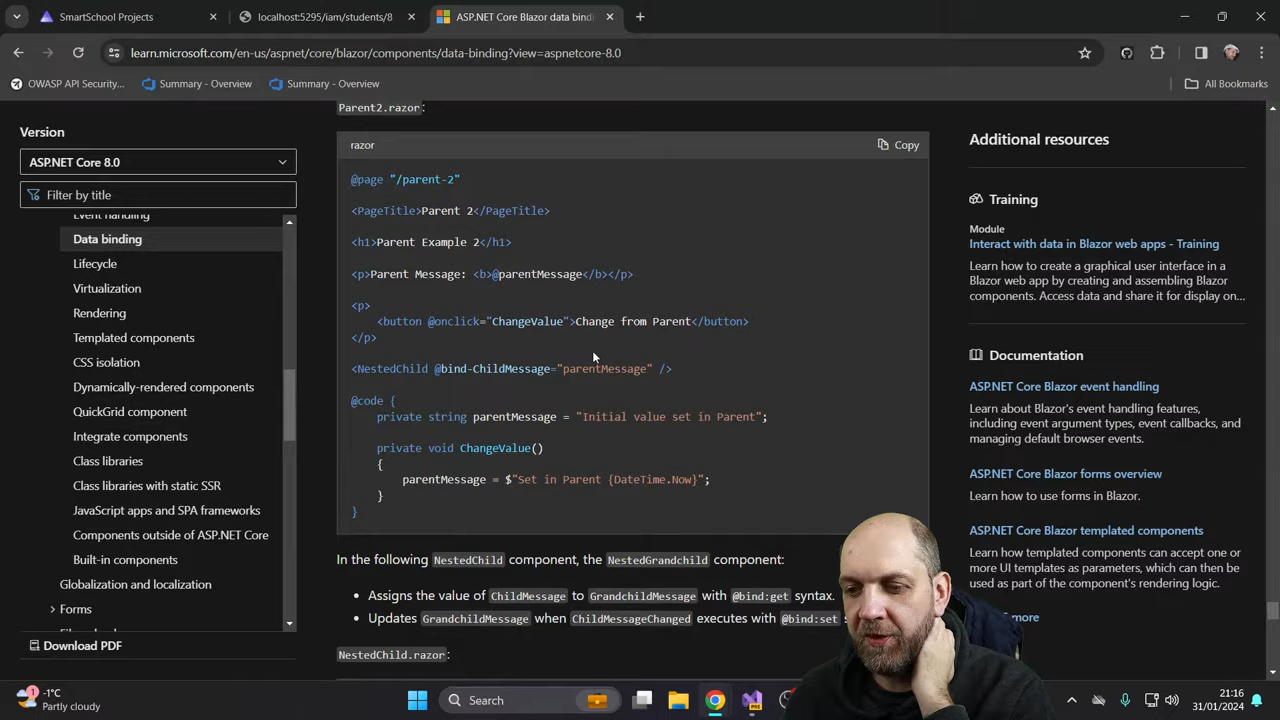 SmartSchool Projects
localhost:5295/iam/students/8
ASP.NET Core Blazor data bindi
learn.microsoft.com/en-us/aspnet/core/blazor/components/data-binding?view=aspnetcore-8.0
OWASP API Security...
Summary - Overview
Summary - Overview
All Bookmarks
Version
ASP.NET Core 8.0
Filter by title
Event handling
Data binding
Lifecycle
Virtualization
Rendering
Templated components
CSS isolation
Dynamically-rendered components
QuickGrid component
Integrate components
Class libraries
Class libraries with static SSR
JavaScript apps and SPA frameworks
Components outside of ASP.NET Core
Built-in components
Globalization and localization
Forms
Download PDF
Parent2.razor:
razor
Copy
@page "/parent-2"
<PageTitle>Parent 2</PageTitle>
<h1>Parent Example 2</h1>
<p>Parent Message: <b>@parentMessage</b></p>
<p>
<button @onclick="ChangeValue">Change from Parent</button>
</p>
<NestedChild @bind-ChildMessage="parentMessage" />
@code {
private string parentMessage = "Initial value set in Parent";
private void ChangeValue()
{
parentMessage = $"Set in Parent {DateTime.Now}";
}
}
In the following NestedChild component, the NestedGrandchild component:
Assigns the value of ChildMessage to GrandchildMessage with @bind:get syntax.
Updates GrandchildMessage when ChildMessageChanged executes with @bind:set s
NestedChild.razor:
Additional resources
Training
Module
Interact with data in Blazor web apps - Training
Learn how to create a graphical user interface in a
Blazor web app by creating and assembling Blazor
components. Access data and share it for display on...
Documentation
ASP.NET Core Blazor event handling
Learn about Blazor's event handling features,
including event argument types, event callbacks, and
managing default browser events.
ASP.NET Core Blazor forms overview
Learn how to use forms in Blazor.
ASP.NET Core Blazor templated components
Learn how templated components can accept one or
more UI templates as parameters, which can then be
used as part of the component's rendering logic.
more
1
-1°C
Partly cloudy
Search
21:16
31/01/2024